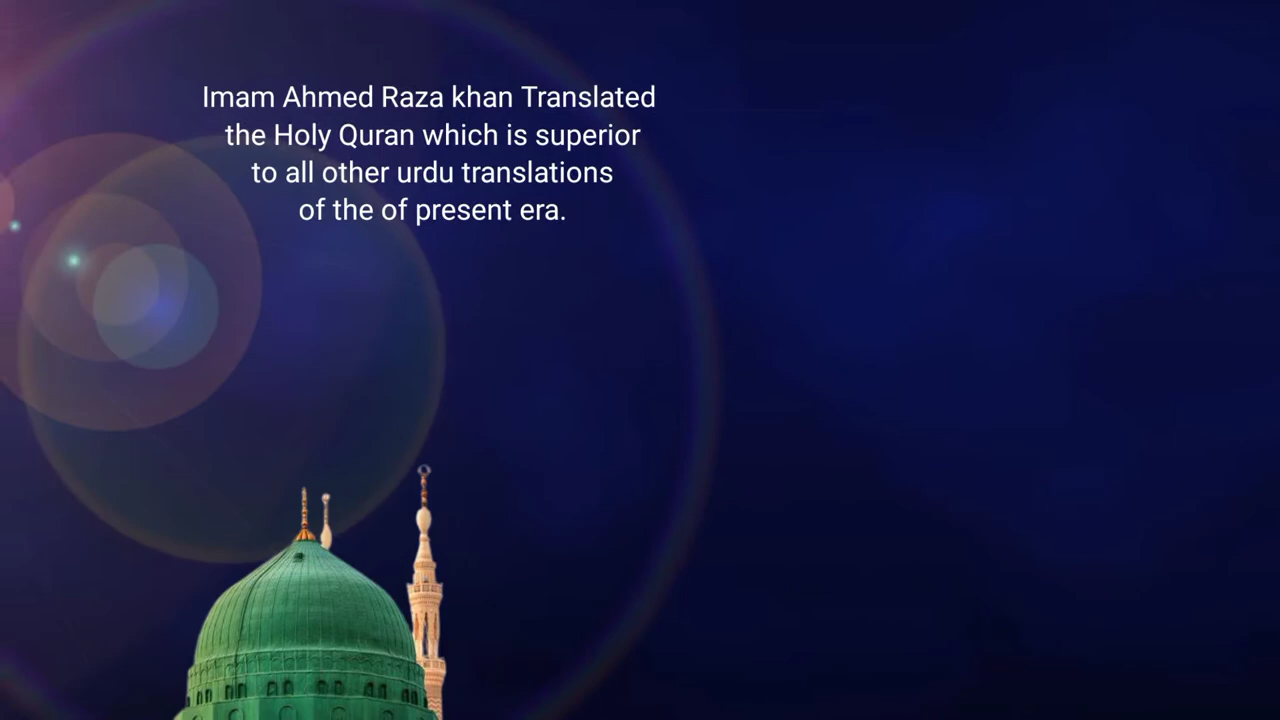 Imam Ahmed Raza khan Translated
the Holy Quran which is superior
to all other urdu translations
of the of present era.